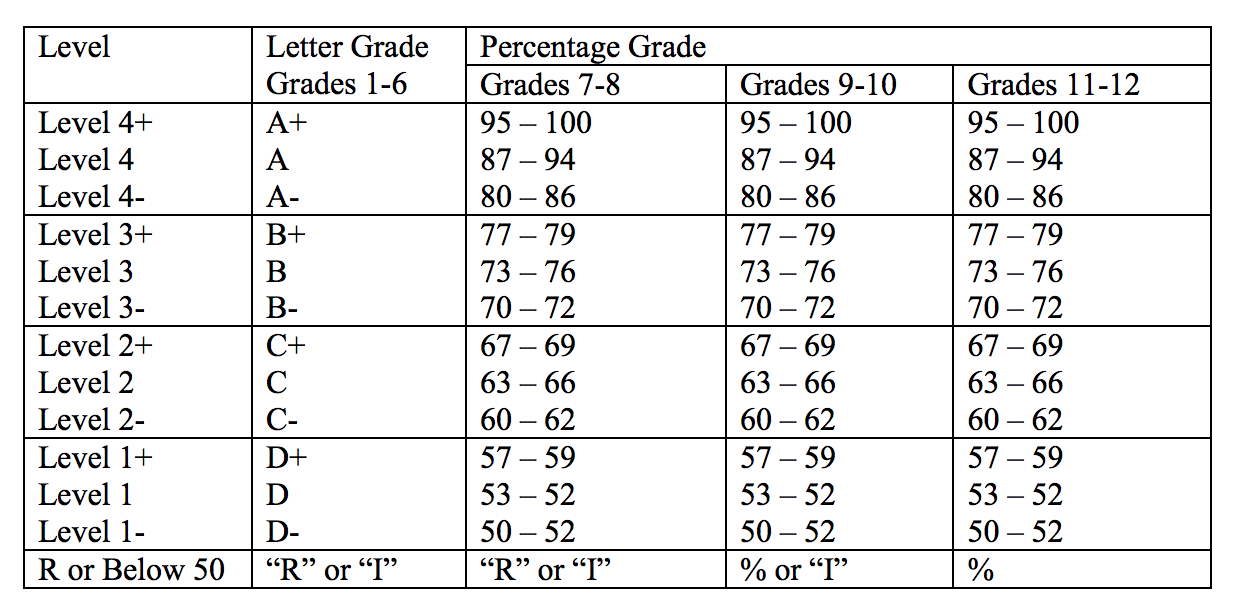 Level Letter Grade Percentage Grade
Grades 1-6 Grades 7-8 Grades 9-10 Grades 11-12
Level 4+ A+ 95 – 100 95 – 100 95 – 100
Level 4 A 87 – 94 87 – 94 87 – 94
Level 4- A- 80 – 86 80 – 86 80 – 86
Level 3+ B+ 77 – 79 77 – 79 77 – 79
Level 3 B 73 – 76 73 – 76 73 – 76
Level 3- B- 70 – 72 70 – 72 70 – 72
Level 2+ C+ 67 – 69 67 – 69 67 – 69
Level 2 C 63 – 66 63 – 66 63 – 66
Level 2- C- 60 – 62 60 – 62 60 – 62
Level 1+ D+ 57 – 59 57 – 59 57 – 59
Level 1 D 53 – 52 53 – 52 53 – 52
Level 1- D- 50 – 52 50 – 52 50 – 52
R or Below 50 “R” or “I” “R” or “I” % or “I” %